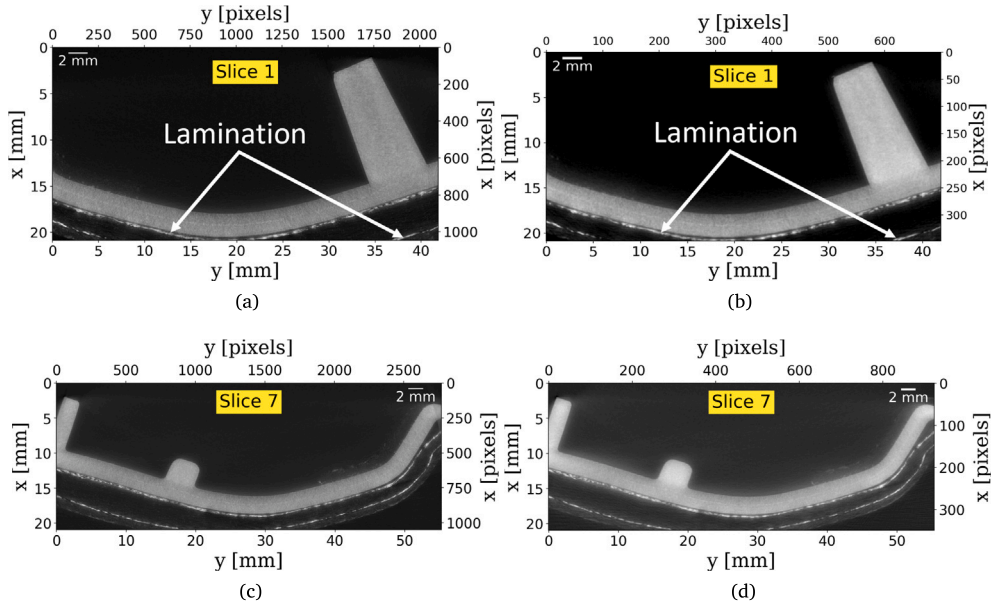 y [pixels]
0 250 500 750 1000 1250 1500 1750 2000
2 mm
Slice 1
Lamination
x [mm]
5
10
15
20
0
200
400
600
800
1000
x [pixels]
0 5 10 15 20 25 30 35 40
y [mm]
(a)
y [pixels]
0 100 200 300 400 500 600
2 mm
Slice 1
Lamination
x [mm]
0
5
10
15
20
0
50
100
150
200
250
300
x [pixels]
0 5 10 15 20 25 30 35 40
y [mm]
(b)
y [pixels]
0 500 1000 1500 2000 2500
Slice 7
2 mm
x [mm]
0
5
10
15
20
0
250
500
750
1000
x [pixels]
0 10 20 30 40 50
y [mm]
(c)
y [pixels]
0 200 400 600 800
Slice 7
2 mm
x [mm]
0
5
10
15
20
0
100
200
300
x [pixels]
0 10 20 30 40 50
y [mm]
(d)